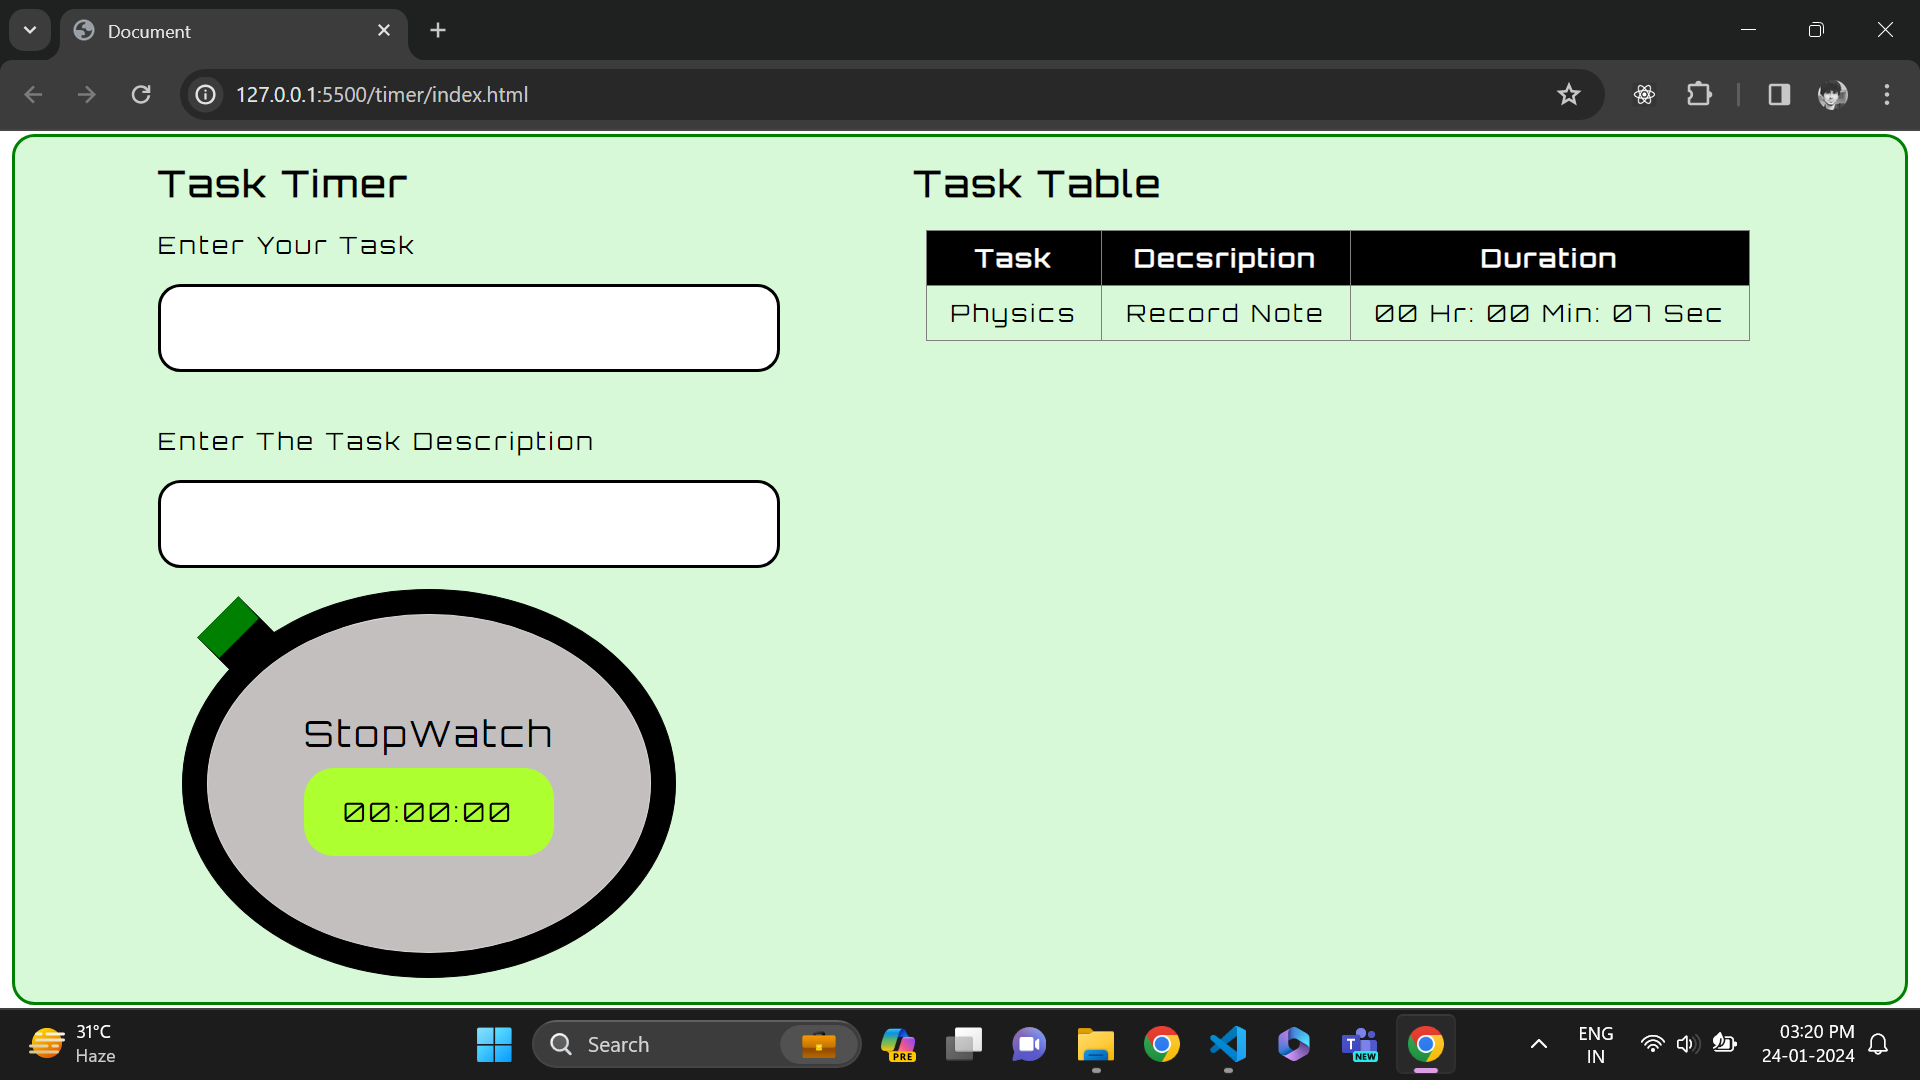 Document
127.0.0.1:5500/timer/index.html
Task Timer
Enter Your Task
Enter The Task Description
StopWatch
00:00:00
Task Table
Task Decsription Duration
Physics Record Note 00 Hr: 00 Min: 07 Sec
31°C
Haze
Search
PRE
T
NEW
ENG
IN
03:20 PM
24-01-2024